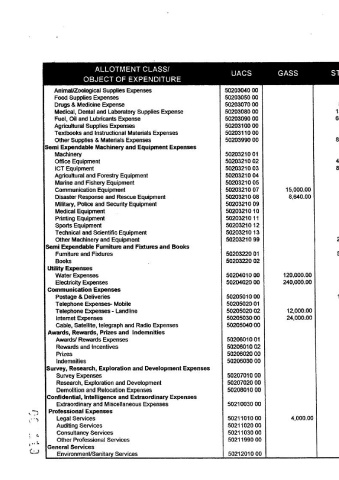 ALLOTMENT CLASS/ OBJECT OF EXPENDITURE UACS GASS ST
Animal/Zoological Supplies Expenses 50203040 00
Food Supplies Expenses 50203050 00
Drugs & Medicine Expense 50203070 00
Medical, Dental and Laboratory Supplies Expense 50203080 00 1
Fuel, Oil and Lubricants Expense 50203090 00 6
Agricultural Supplies Expenses 50203100 00
Textbooks and Instructional Materials Expenses 50203110 00
Other Supplies & Materials Expenses 50203990 00 8
Semi Expendable Machinery and Equipment Expenses
Machinery 50203210 01
Office Equipment 50203210 02 4
ICT Equipment 50203210 03 8
Agricultural and Forestry Equipment 50203210 04
Marine and Fishery Equipment 50203210 05
Communication Equipment 50203210 07 15,000.00
Disaster Response and Rescue Equipment 50203210 08 8,640.00
Military, Police and Security Equipment 50203210 09
Medical Equipment 50203210 10
Printing Equipment 50203210 11
Sports Equipment 50203210 12
Technical and Scientific Equipment 50203210 13
Other Machinery and Equipment 50203210 99 2
Semi Expendable Furniture and Fixtures and Books
Furniture and Fixtures 50203220 01
Books 50203220 02
Utility Expenses
Water Expenses 50204010 00 120,000.00
Electricity Expenses 50204020 00 240,000.00
Communication Expenses
Postage & Deliveries 50205010 00 1
Telephone Expenses- Mobile 50205020 01
Telephone Expenses - Landline 50205020 02 12,000.00
Internet Expenses 50205030 00 24,000.00
Cable, Satellite, telegraph and Radio Expenses 50205040 00
Awards, Rewards, Prizes and Indemnities
Awards/ Rewards Expenses 50206010 01
Rewards and Incentives 50206010 02
Prizes 50206020 00
Indemnities 50206030 00
Survey, Research, Exploration and Development Expenses
Survey Expenses 50207010 00
Research, Exploration and Development 50207020 00
Demolition and Relocation Expenses 50208010 00
Confidential, Intelligence and Extraordinary Expenses
Extraordinary and Miscellaneous Expenses 50210030 00
Professional Expenses
Legal Services 50211010 00 4,000.00
Auditing Services 50211020 00
Consultancy Services 50211030 00
Other Professional Services 50211990 00
General Services
Environment/Sanitary Services 50212010 00